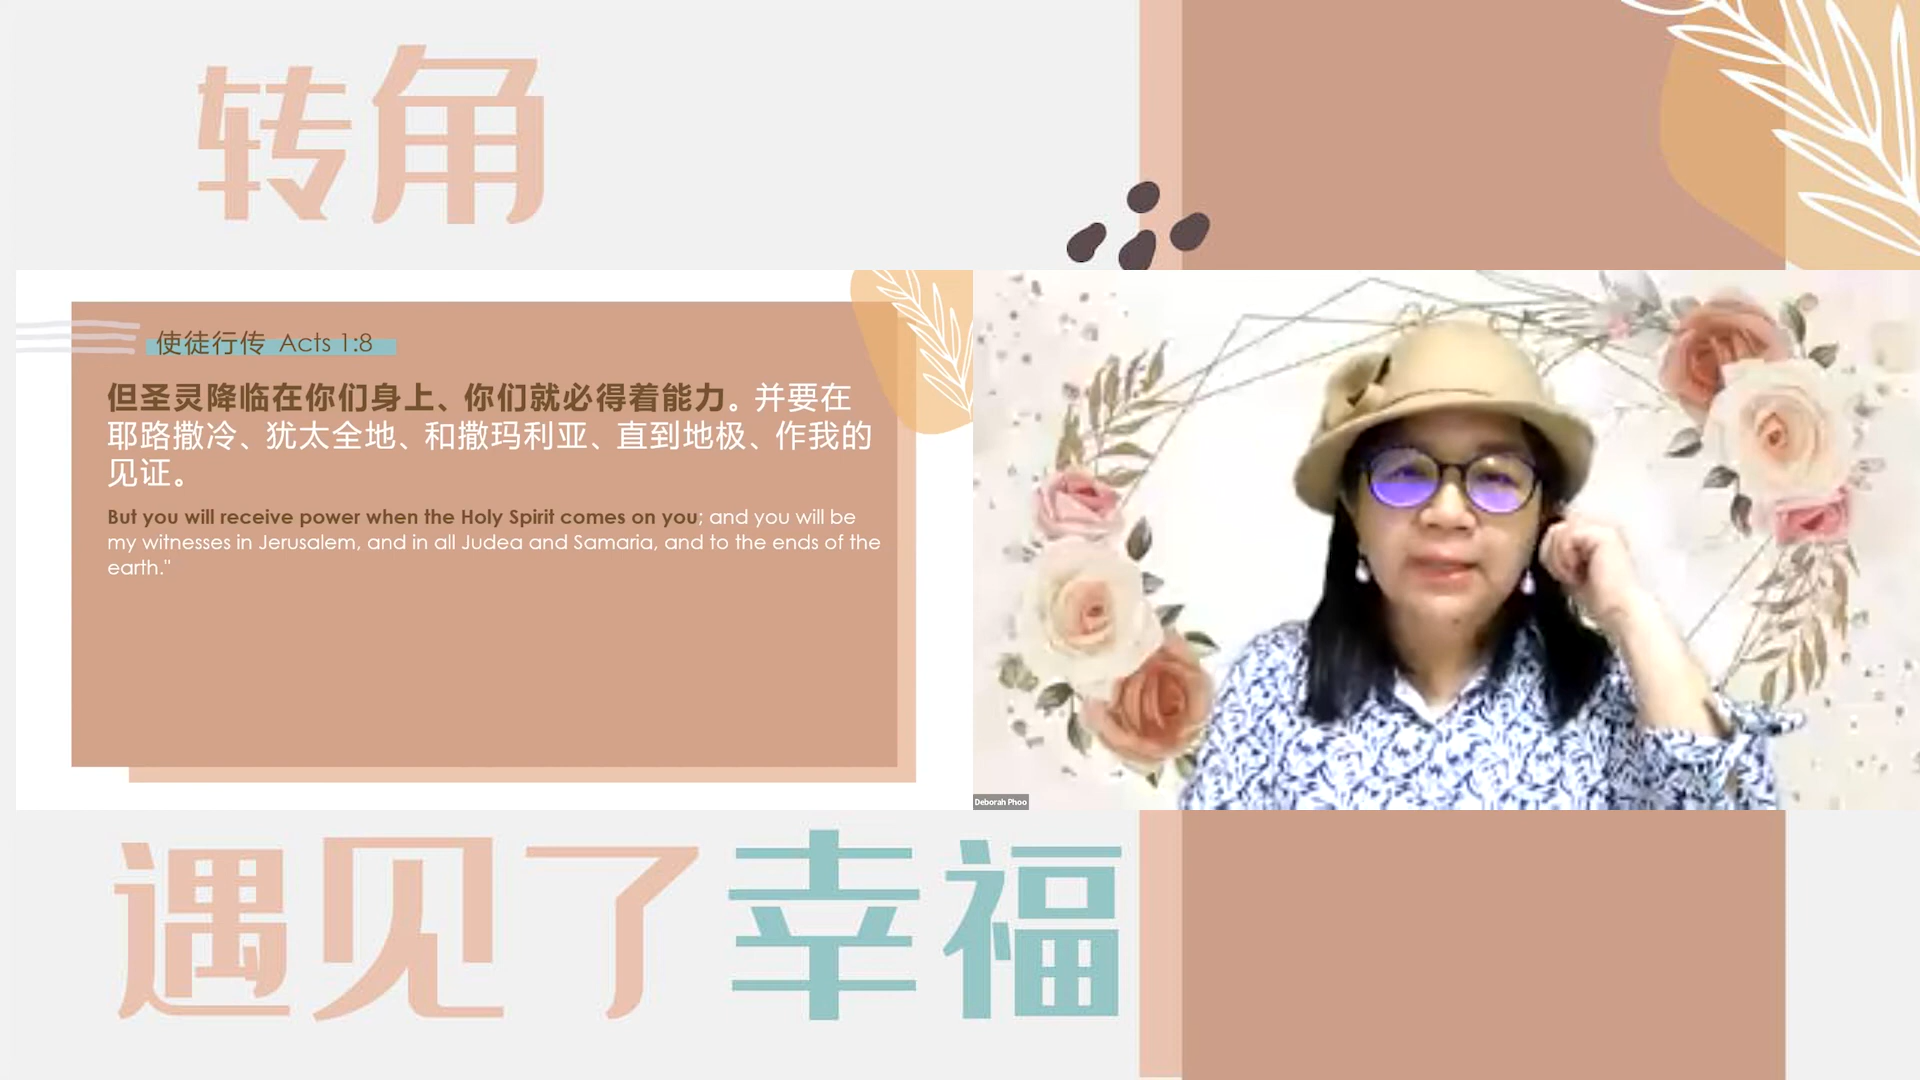 转角
使徒行传 Acts 1:8
但圣灵降临在你们身上、你们就必得着能力。并要在
耶路撒冷、犹太全地、和撒玛利亚、直到地极、作我的
见证。
But you will receive power when the Holy Spirit comes on you; and you will be
my witnesses in Jerusalem, and in all Judea and Samaria, and to the ends of the
earth."
Deborah Phoo
遇见了幸福